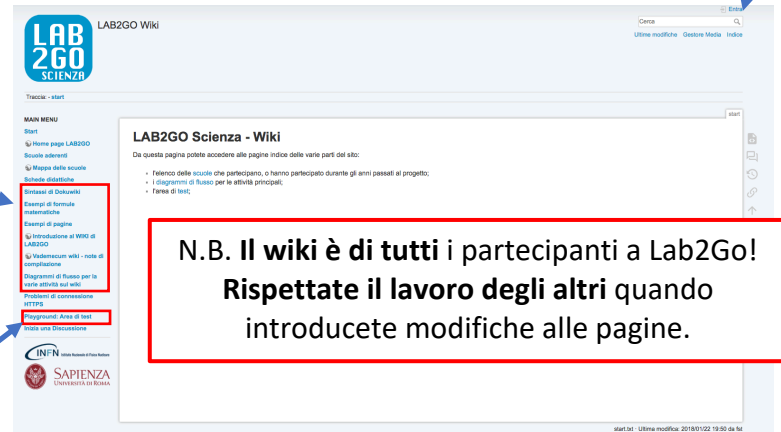 Entra
LAB2GO Wiki
Cerca
Ultime modifiche Gestore Media Indice
LAB
2GO
SCIENZA
Traccia: • start
MAIN MENU
Start
Home page LAB2GO
Scuole aderenti
Mappa delle scuole
Schede didattiche
Sintassi di Dokuwiki
Esempi di formule
matematiche
Esempi di pagine
Introduzione al WIKI di
LAB2GO
Vademecum wiki - note di
compilazione
Diagrammi di flusso per la
varie attività sul wiki
Problemi di connessione
HTTPS
Playground: Area di test
Inizia una Discussione
INFN
SAPIENZA
UNIVERSITÀ DI ROMA
start
LAB2GO Scienza - Wiki
Da questa pagina potete accedere alle pagine indice delle varie parti del sito:
l'elenco delle scuole che partecipano, o hanno partecipato durante gli anni passati al progetto;
i diagrammi di flusso per le attività principali;
l'area di test;
N.B. Il wiki è di tutti i partecipanti a Lab2Go!
Rispettate il lavoro degli altri quando
introducete modifiche alle pagine.
start.txt · Ultima modifica: 2018/01/22 19:50 da fel